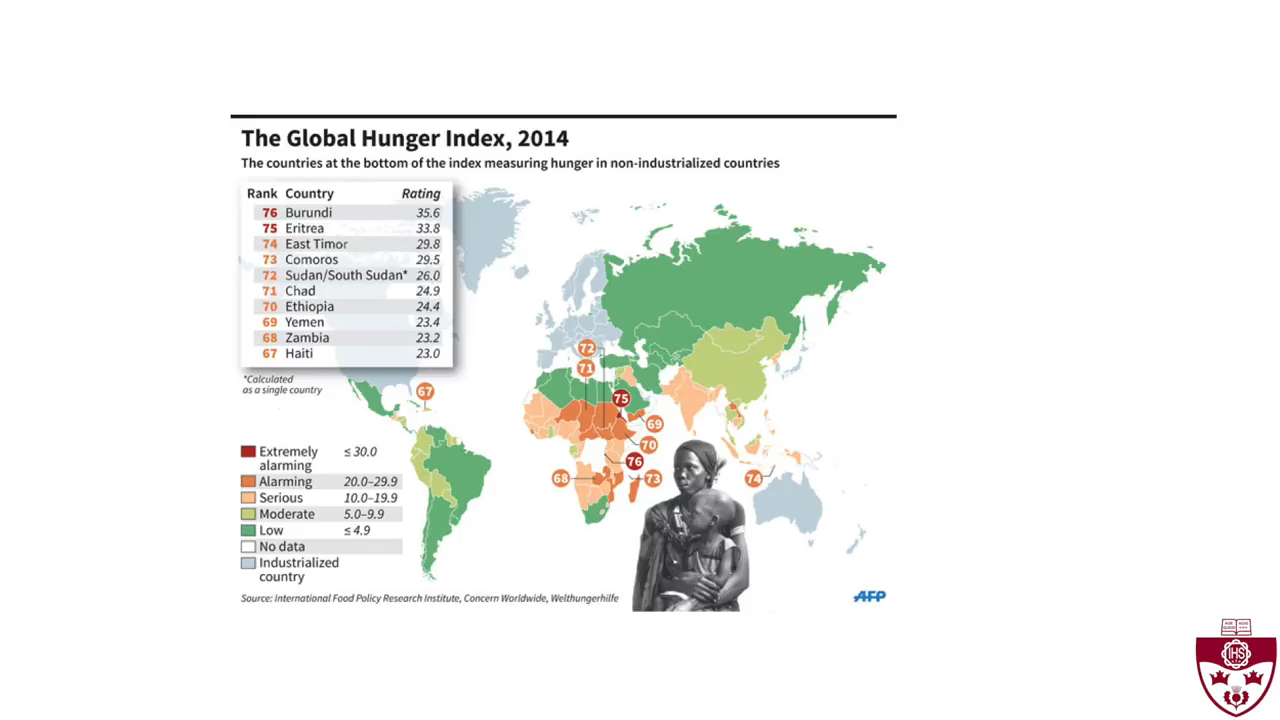 The Global Hunger Index, 2014
The countries at the bottom of the index measuring hunger in non-industrialized countries
Rank Country Rating
76 Burundi 35.6
75 Eritrea 33.8
74 East Timor 29.8
73 Comoros 29.5
72 Sudan/South Sudan* 26.0
71 Chad 24.9
70 Ethiopia 24.4
69 Yemen 23.4
68 Zambia 23.2
67 Haiti 23.0
*Calculated
as a single country
67
72
71
75
69
70
76
68
73
74
Extremely ≤ 30.0
alarming
Alarming 20.0–29.9
Serious 10.0–19.9
Moderate 5.0–9.9
Low ≤ 4.9
No data
Industrialized
country
Source: International Food Policy Research Institute, Concern Worldwide, Welthungerhilfe
AFP
IHS